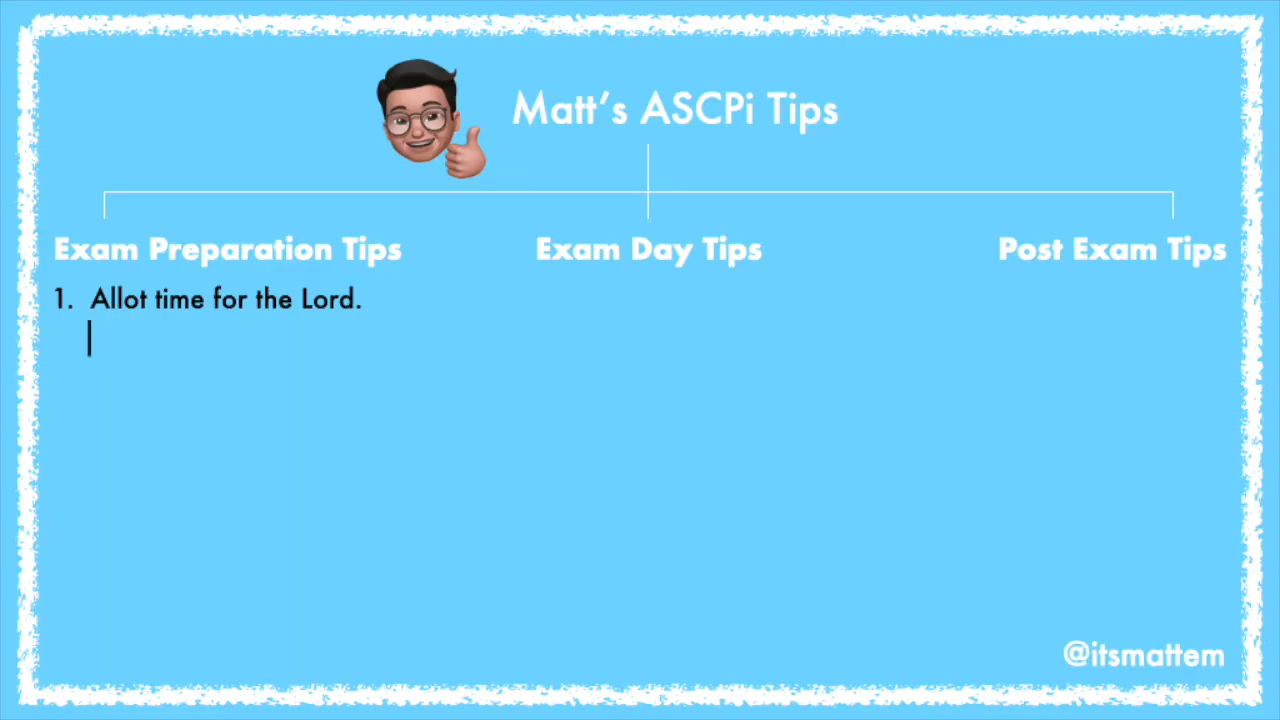 Matt’s ASCPi Tips
Exam Preparation Tips
Exam Day Tips
Post Exam Tips
1. Allot time for the Lord.
@itsmattem